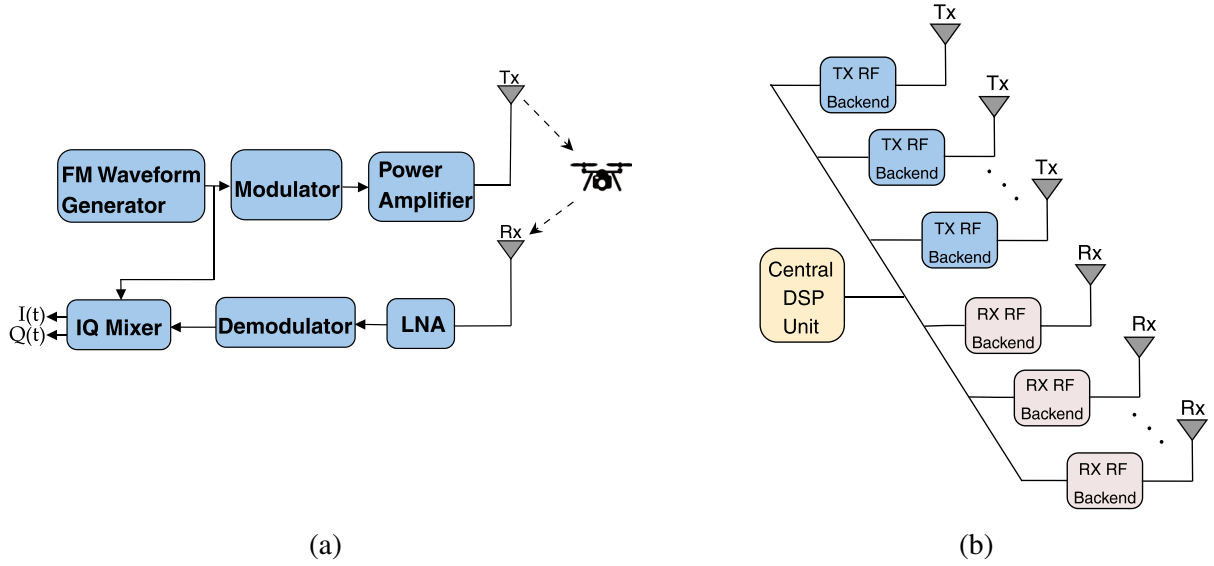 Tx
FM Waveform
Generator
Modulator
Power
Amplifier
Rx
I(t)
Q(t)
IQ Mixer
Demodulator
LNA
(a)
Tx
TX RF
Backend
Tx
TX RF
Backend
Tx
TX RF
Backend
Central
DSP
Unit
Rx
RX RF
Backend
Rx
RX RF
Backend
Rx
RX RF
Backend
(b)